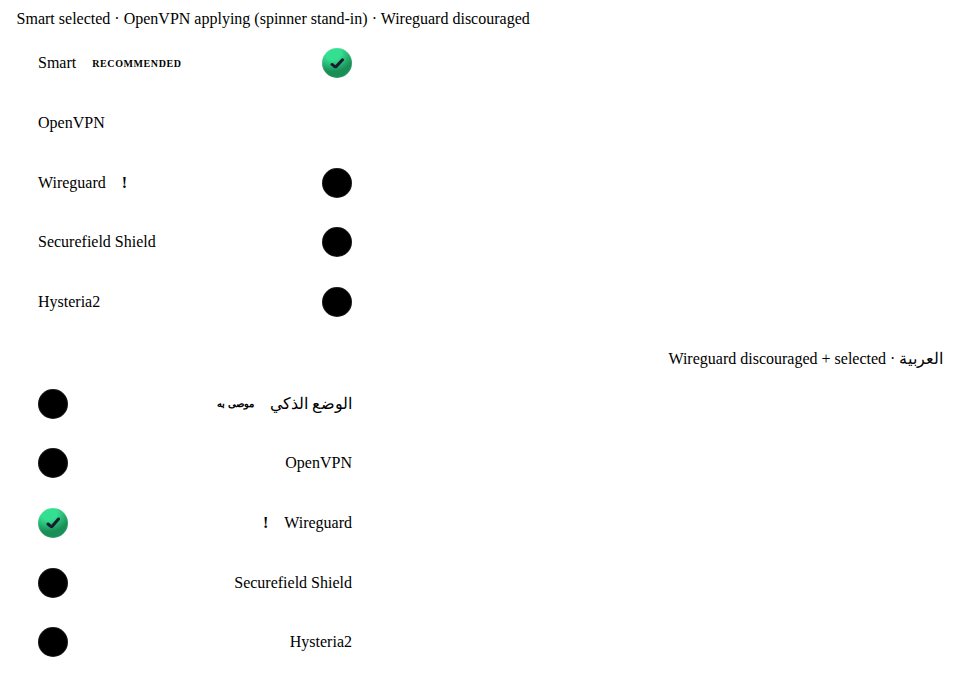 Smart selected · OpenVPN applying (spinner stand-in) · Wireguard discouraged
Smart RECOMMENDED
OpenVPN
Wireguard !
Securefield Shield
Hysteria2
العربية · Wireguard discouraged + selected
الوضع الذكي موصى به
OpenVPN
Wireguard !
Securefield Shield
Hysteria2